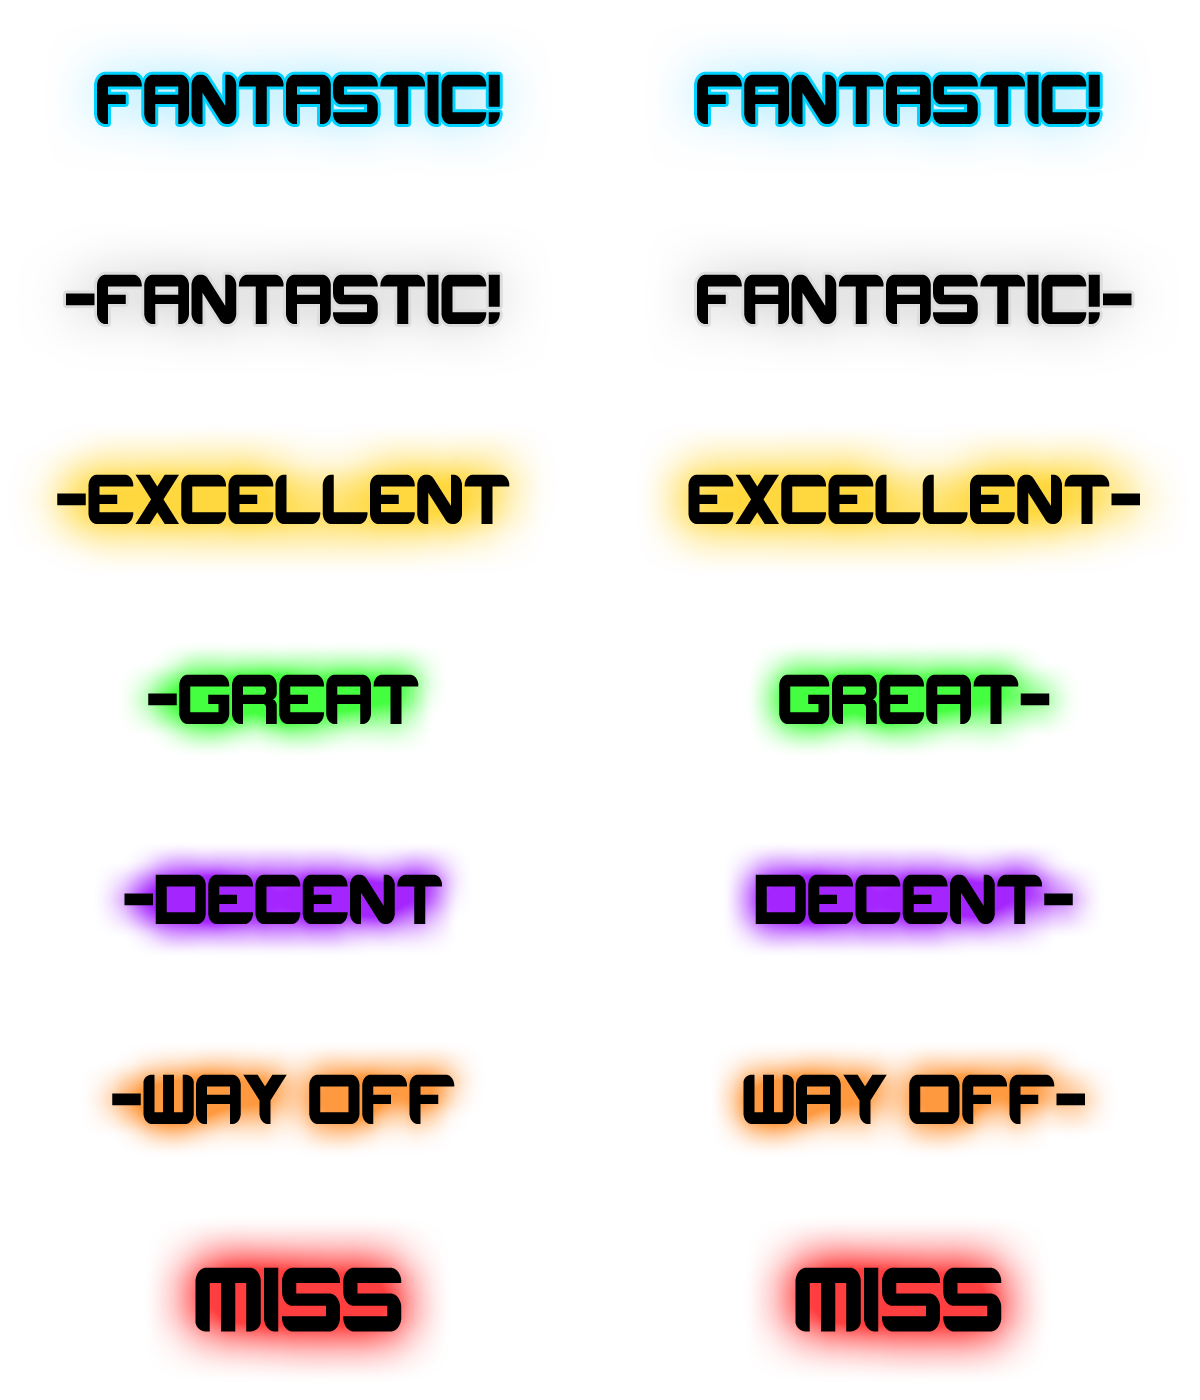 FANTASTIC! FANTASTIC!
-FANTASTIC! FANTASTIC!-
-EXCELLENT EXCELLENT-
-GREAT GREAT-
-DECENT DECENT-
-WAY OFF WAY OFF-
MISS MISS